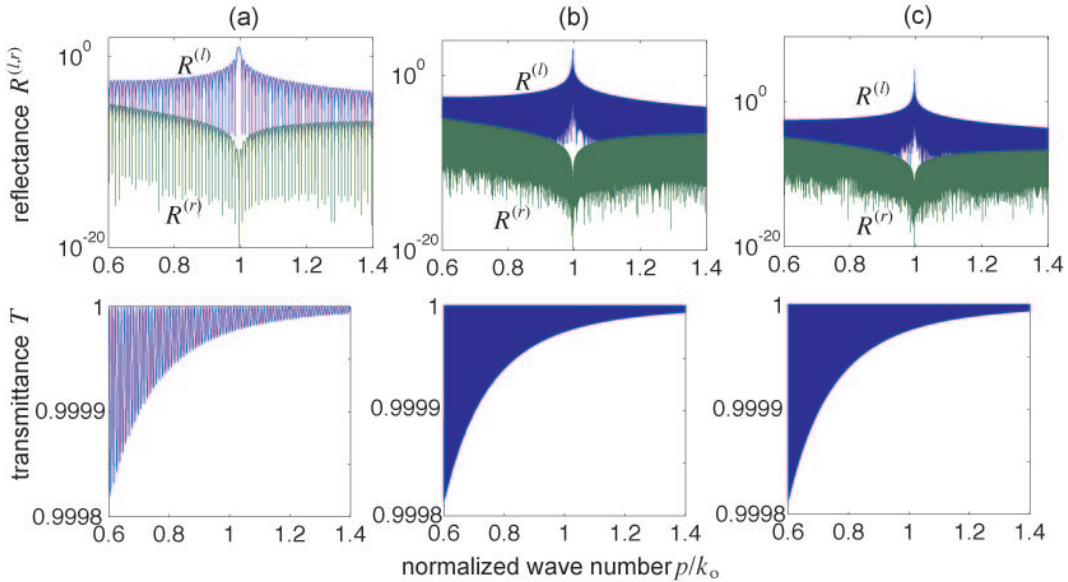 (a) (b) (c)
reflectance R^(l,r)
10^0
10^-20
R^(l)
R^(r)
0.6 0.8 1 1.2 1.4
10^0
10^-20
R^(l)
R^(r)
0.6 0.8 1 1.2 1.4
10^0
10^-20
R^(l)
R^(r)
0.6 0.8 1 1.2 1.4
transmittance T
1
0.9999
0.9998
0.6 0.8 1 1.2 1.4
1
0.9999
0.9998
0.6 0.8 1 1.2 1.4
1
0.9999
0.9998
0.6 0.8 1 1.2 1.4
normalized wave number p/k_o